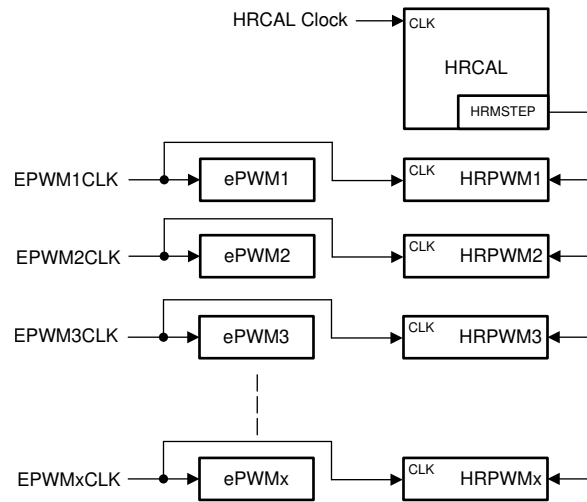 HRCAL Clock
CLK
HRCAL
HRMSTEP
EPWM1CLK
ePWM1
CLK
HRPWM1
EPWM2CLK
ePWM2
CLK
HRPWM2
EPWM3CLK
ePWM3
CLK
HRPWM3
EPWMxCLK
ePWMx
CLK
HRPWMx